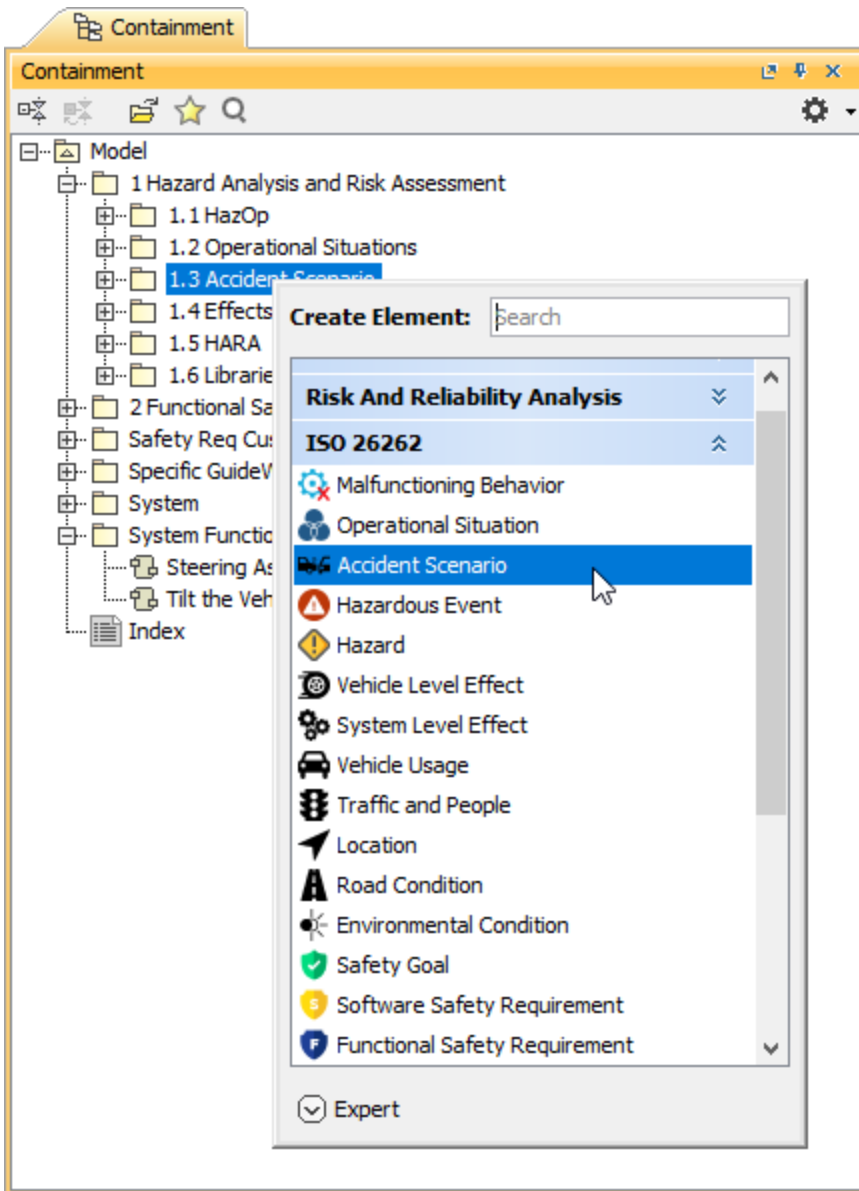 Containment
Containment
Model
1 Hazard Analysis and Risk Assessment
1.1 HazOp
1.2 Operational Situations
1.3 Accident Scenario
1.4 Effects
1.5 HARA
1.6 Librarie
2 Functional Sa
Safety Req Cu
Specific Guide
System
System Functio
Steering As
Tilt the Veh
Index
Create Element:
Search
Risk And Reliability Analysis
ISO 26262
Malfunctioning Behavior
Operational Situation
Accident Scenario
Hazardous Event
Hazard
Vehicle Level Effect
System Level Effect
Vehicle Usage
Traffic and People
Location
Road Condition
Environmental Condition
Safety Goal
Software Safety Requirement
Functional Safety Requirement
Expert